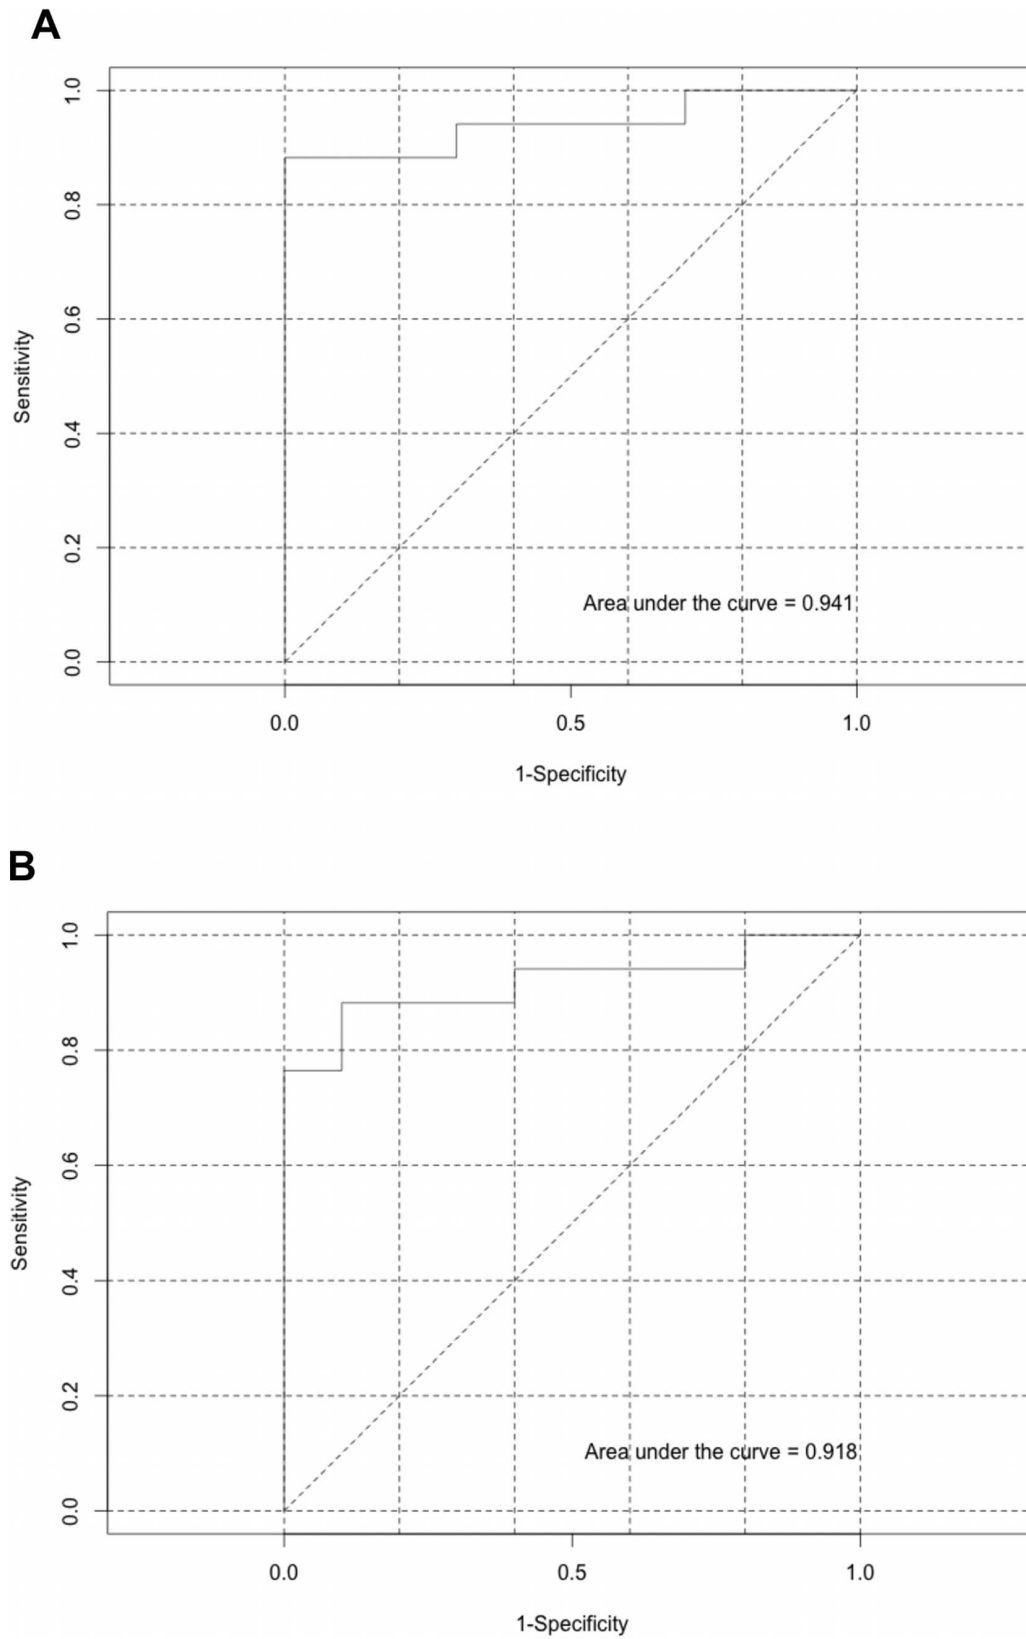 A
1.0
0.8
0.6
0.4
0.2
0.0
Sensitivity
Area under the curve = 0.941
0.0 0.5 1.0
1-Specificity
B
1.0
0.8
0.6
0.4
0.2
0.0
Sensitivity
Area under the curve = 0.918
0.0 0.5 1.0
1-Specificity